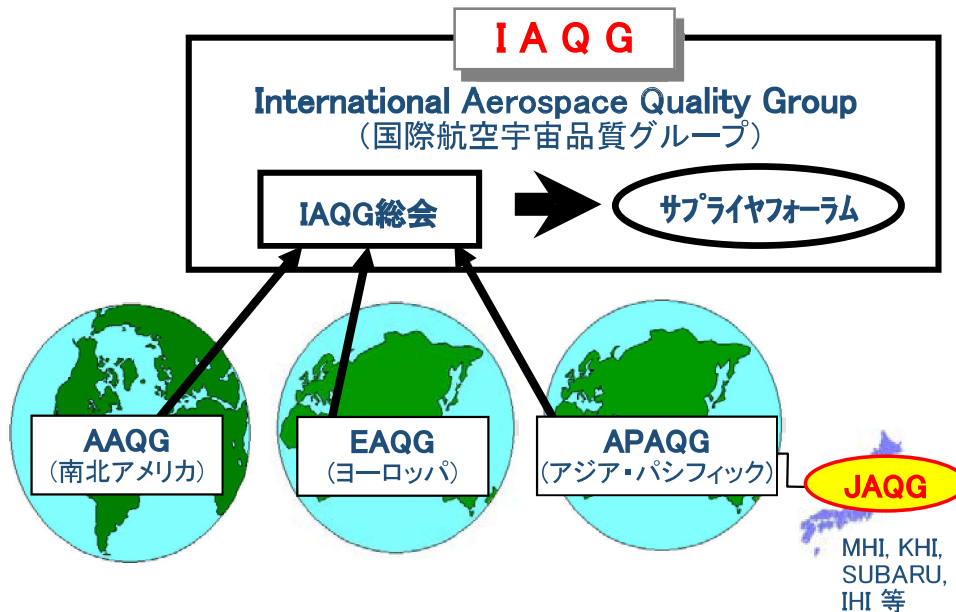 IAQG
International Aerospace Quality Group
（国際航空宇宙品質グループ）
IAQG総会
サプライヤフォーラム
AAQG
（南北アメリカ）
EAQG
（ヨーロッパ）
APAQG
（アジア・パシフィック）
JAQG
MHI, KHI,
SUBARU,
IHI 等